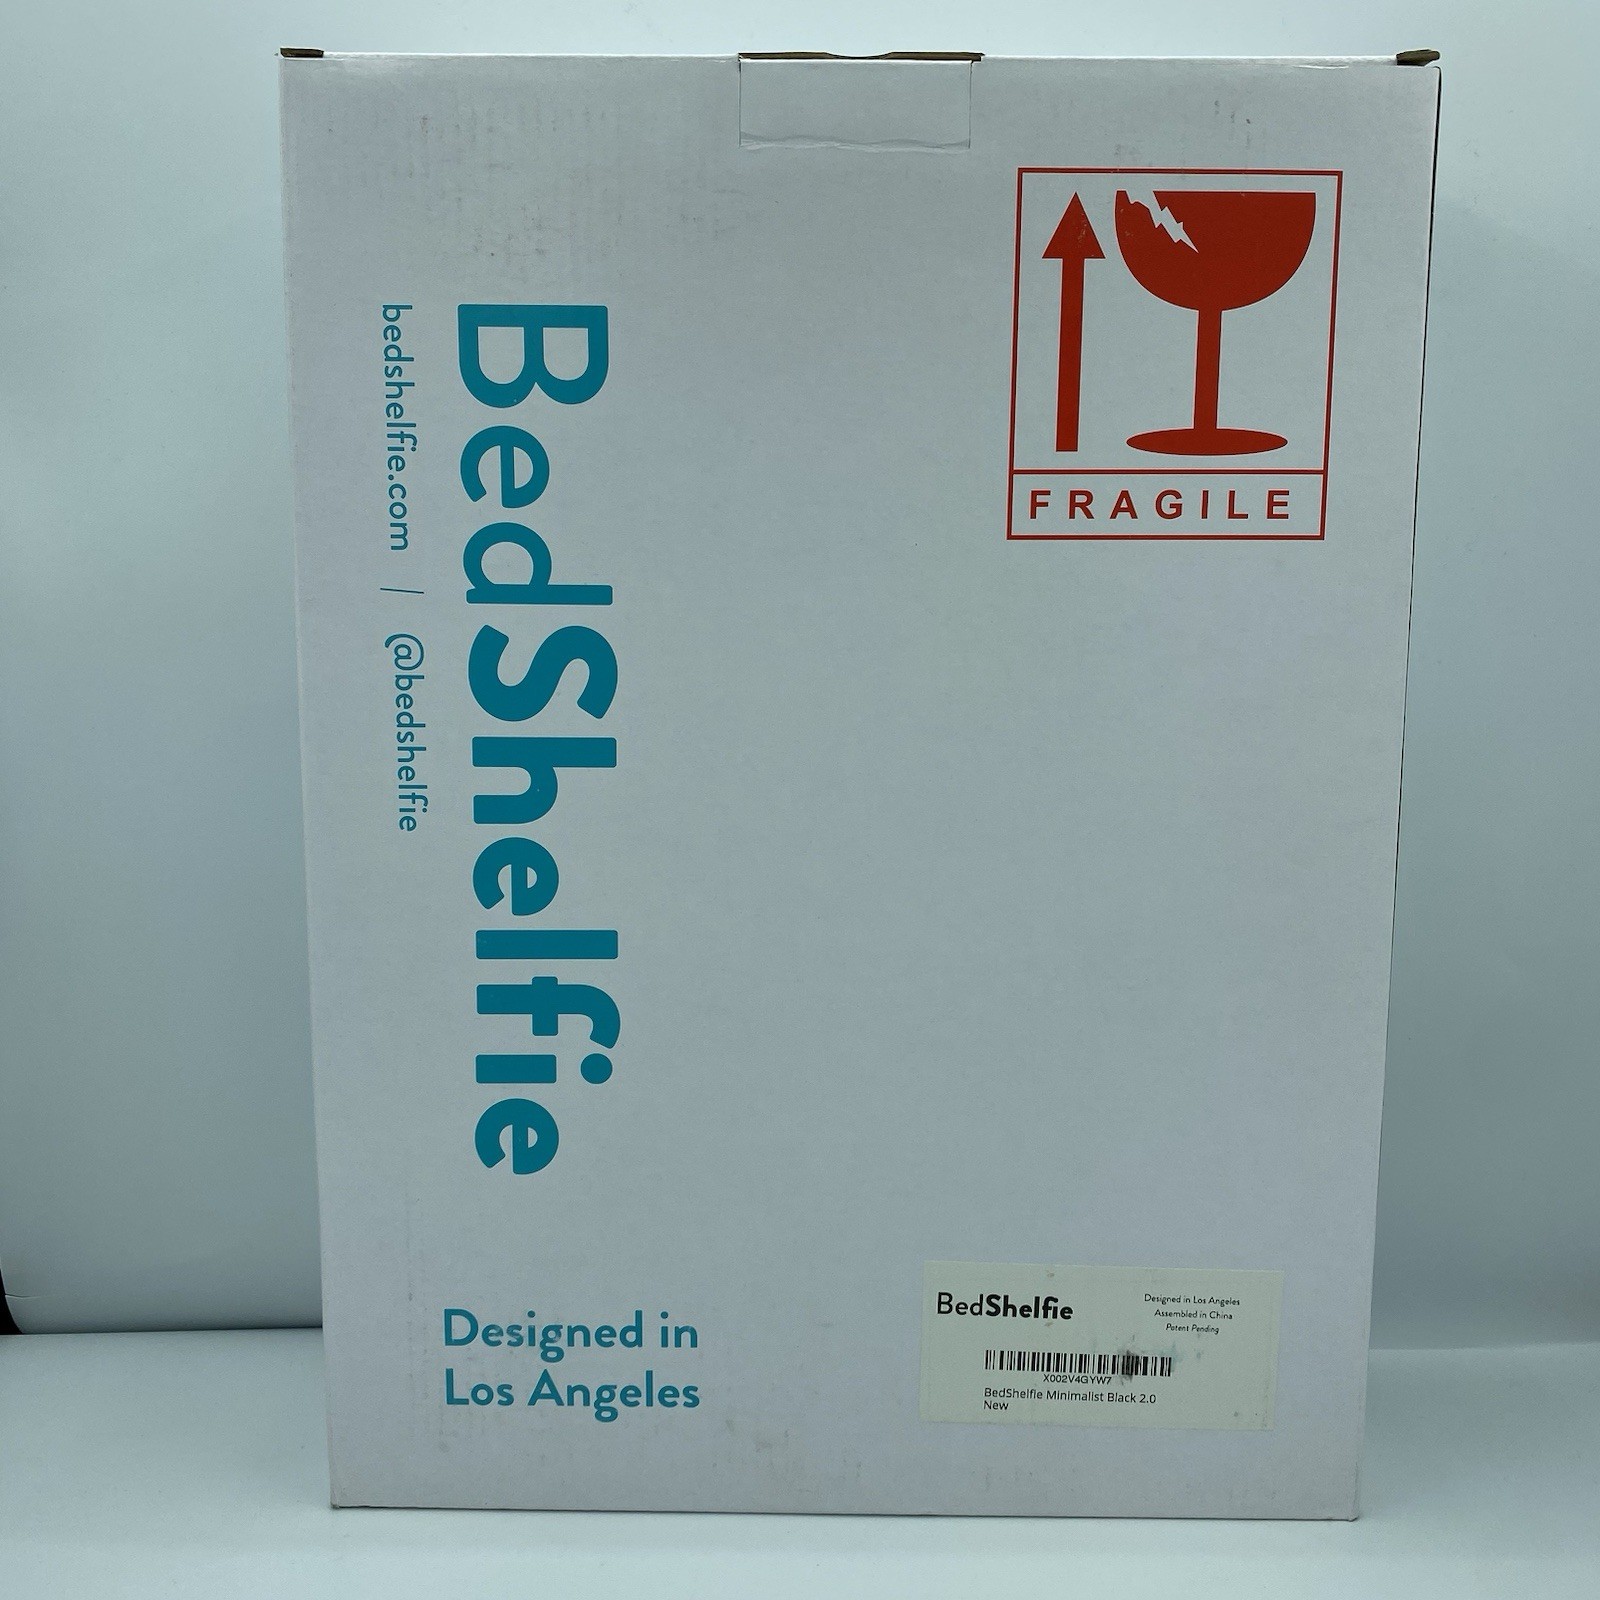 FRAGILE
BedShelfie
bedshelfie.com | @bedshelfie
Designed in
Los Angeles
BedShelfie
Designed in Los Angeles
Assembled in China
Patent Pending
X002V4GYW7
BedShelfie Minimalist Black 2.0
New